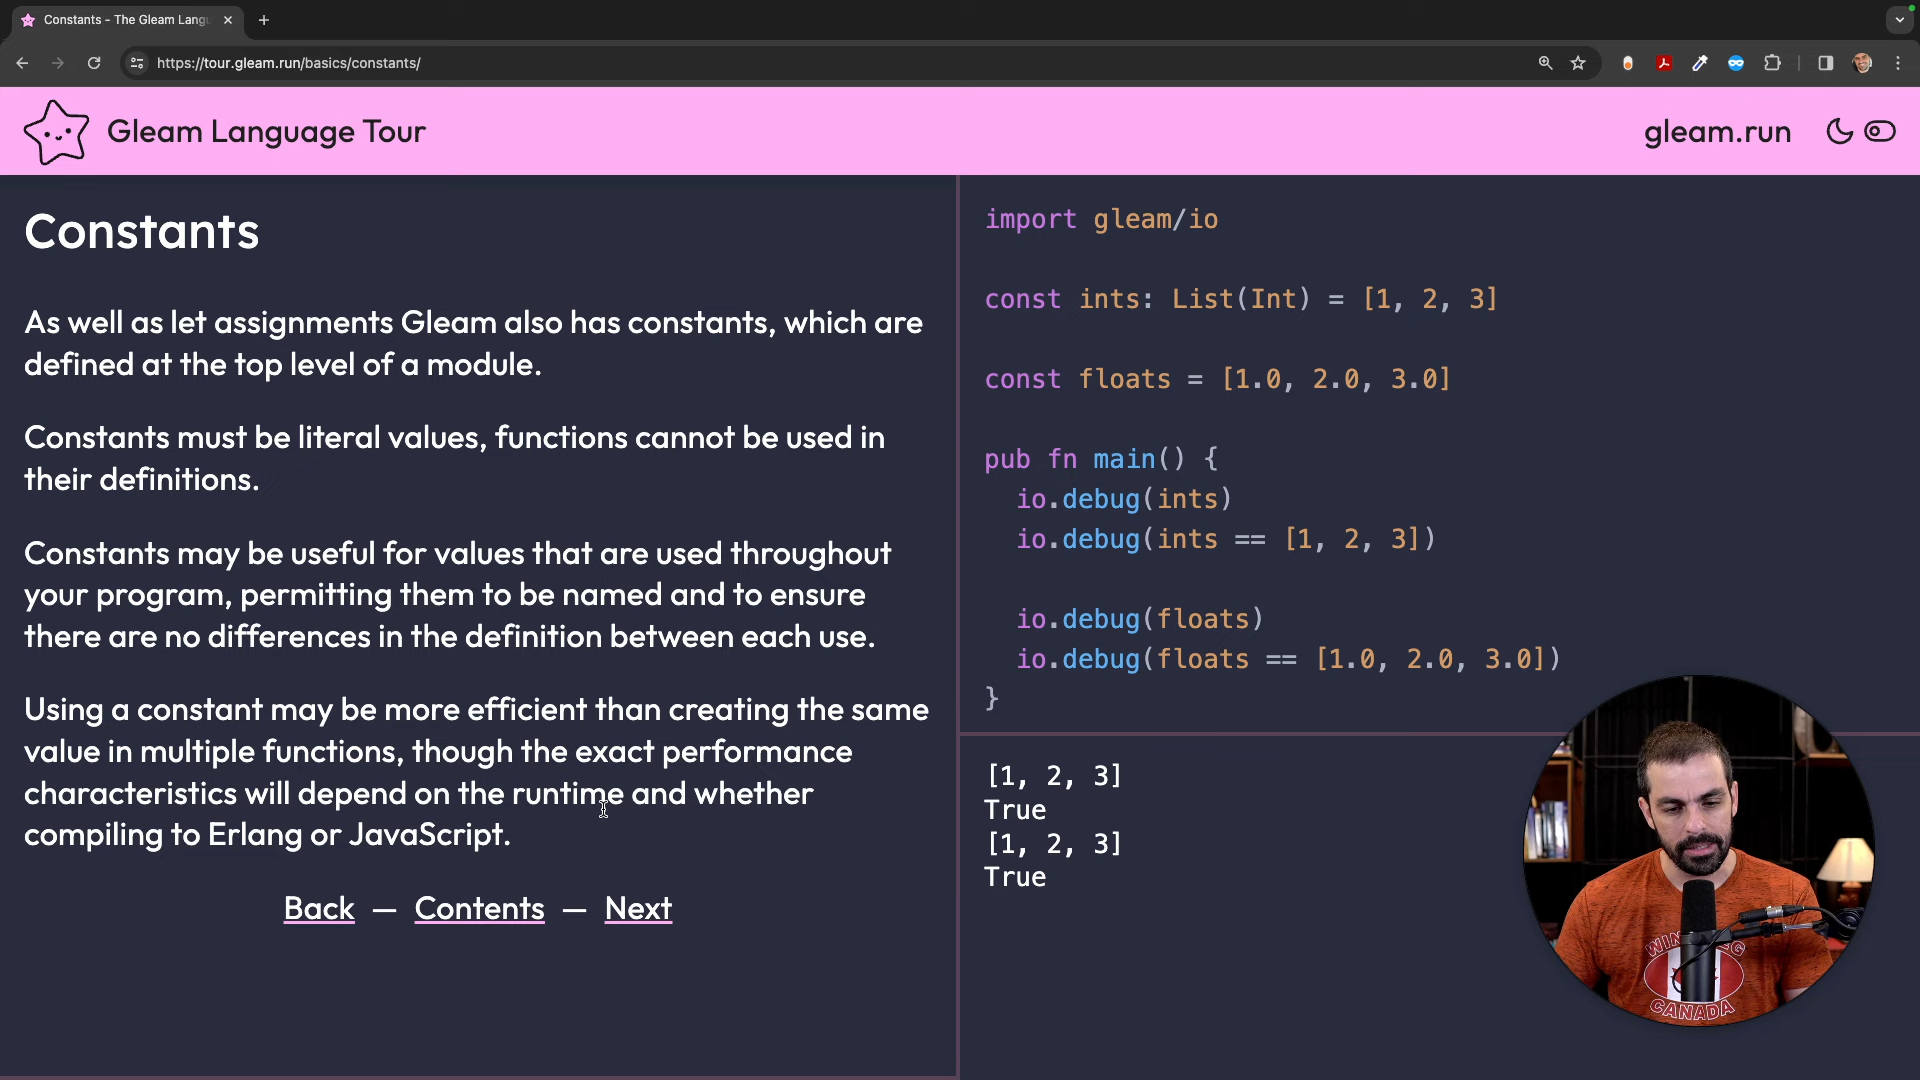 Constants - The Gleam Langu
https://tour.gleam.run/basics/constants/
Gleam Language Tour
gleam.run
Constants
As well as let assignments Gleam also has constants, which are
defined at the top level of a module.
Constants must be literal values, functions cannot be used in
their definitions.
Constants may be useful for values that are used throughout
your program, permitting them to be named and to ensure
there are no differences in the definition between each use.
Using a constant may be more efficient than creating the same
value in multiple functions, though the exact performance
characteristics will depend on the runtime and whether
compiling to Erlang or JavaScript.
Back — Contents — Next
import gleam/io
const ints: List(Int) = [1, 2, 3]
const floats = [1.0, 2.0, 3.0]
pub fn main() {
  io.debug(ints)
  io.debug(ints == [1, 2, 3])
  io.debug(floats)
  io.debug(floats == [1.0, 2.0, 3.0])
}
[1, 2, 3]
True
[1, 2, 3]
True
CANADA